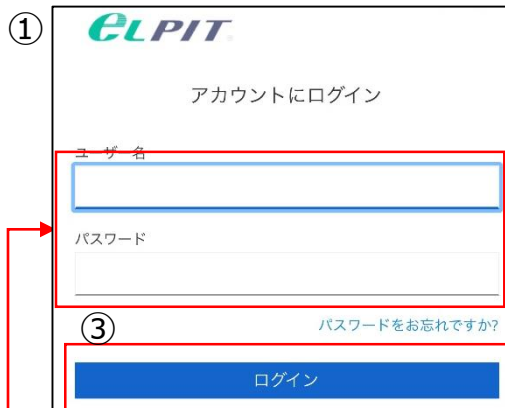 ①
eLPIT
アカウントにログイン
ユーザー名
パスワード
③
パスワードをお忘れですか?
ログイン